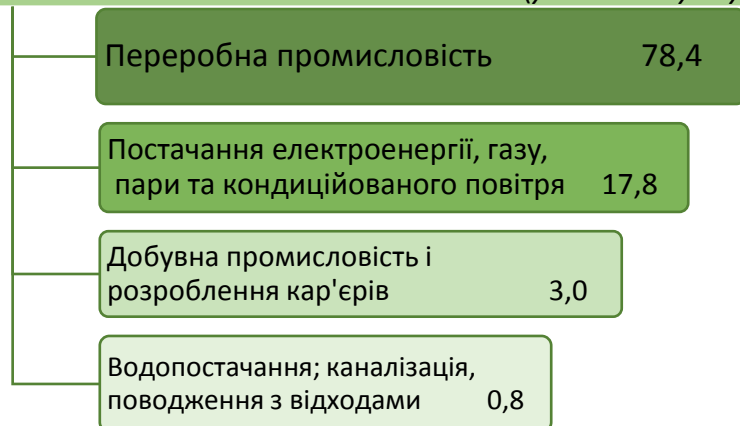 Переробна промисловість 78,4
Постачання електроенергії, газу,
пари та кондиційованого повітря 17,8
Добувна промисловість і
розроблення кар'єрів 3,0
Водопостачання; каналізація,
поводження з відходами 0,8